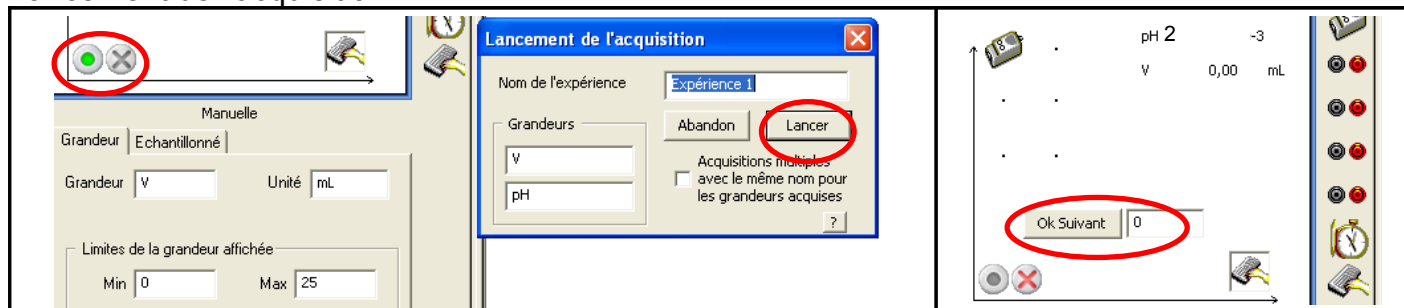 Manuelle
Grandeur Echantillonné
Grandeur V Unité mL
Limites de la grandeur affichée
Min 0 Max 25
Lancement de l'acquisition
Nom de l'expérience Expérience 1
Grandeurs Abandon Lancer
V
pH
Acquisitions multiples
avec le même nom pour
les grandeurs acquises
?
pH 2 -3
V 0,00 mL
Ok Suivant 0